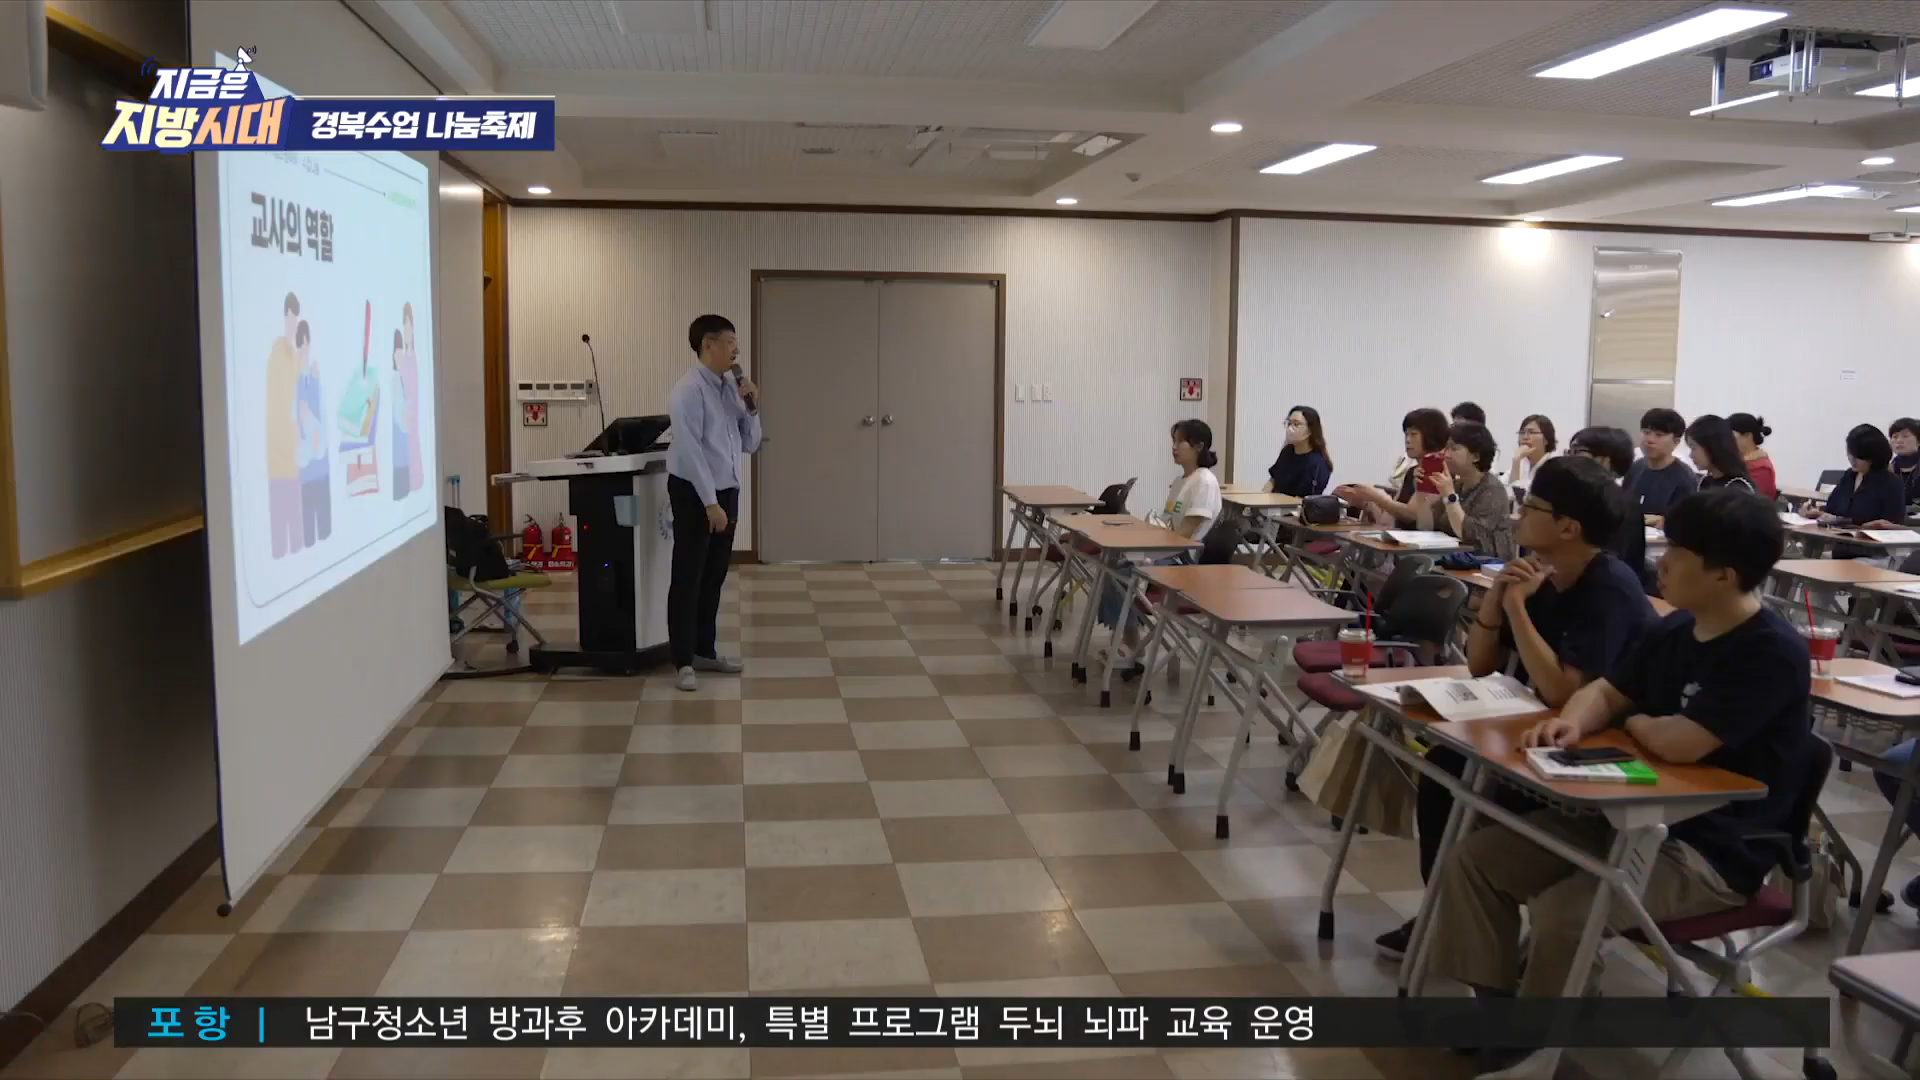 지금은
지방시대
경북수업 나눔축제
교사의 역할
포항 | 남구청소년 방과후 아카데미, 특별 프로그램 두뇌 뇌파 교육 운영